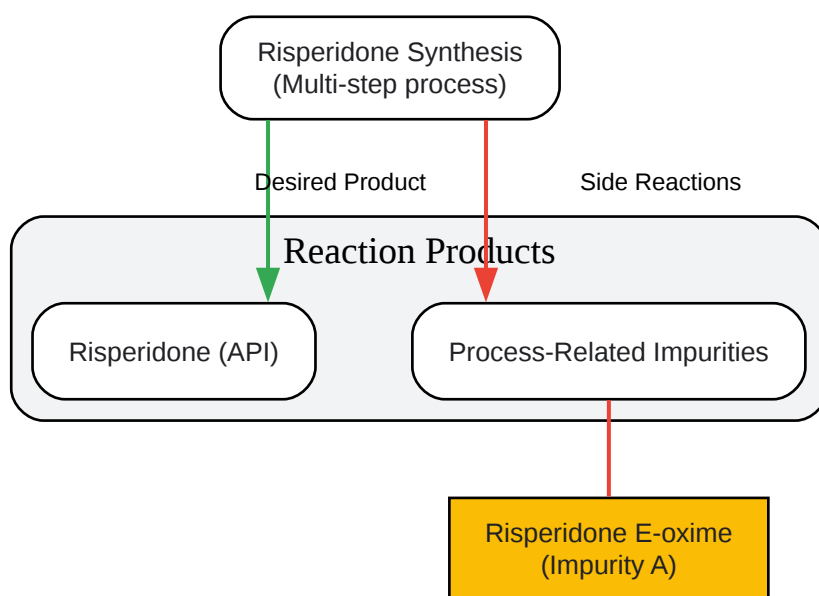 Risperidone Synthesis
(Multi-step process)
Desired Product
Side Reactions
Reaction Products
Risperidone (API)
Process-Related Impurities
Risperidone E-oxime
(Impurity A)